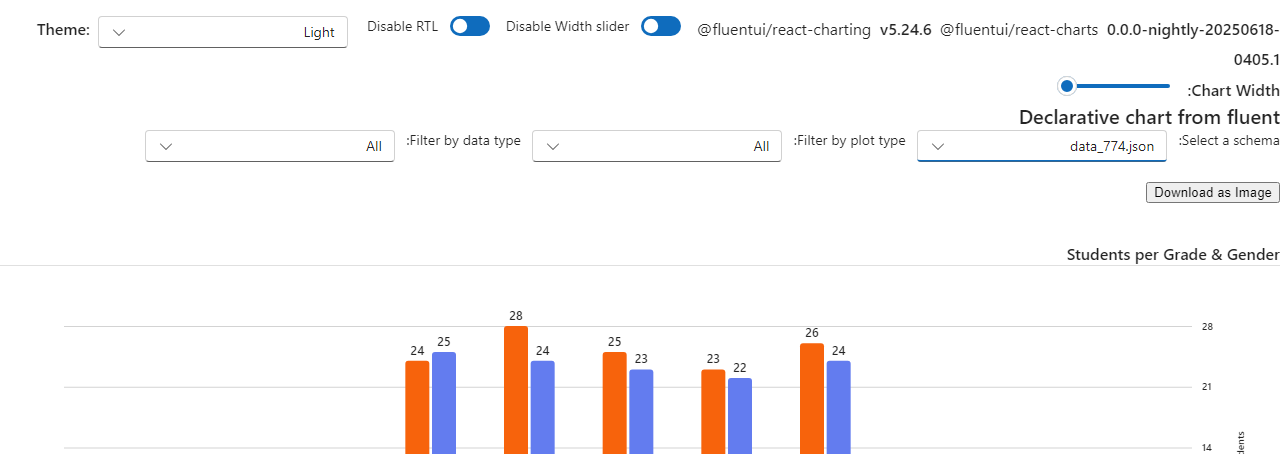 Theme: Light Disable RTL Disable Width slider @fluentui/react-charting v5.24.6 @fluentui/react-charts 0.0.0-nightly-20250618-
0405.1
:Chart Width
Declarative chart from fluent
All :Filter by data type All :Filter by plot type data_774.json :Select a schema
Download as Image
Students per Grade & Gender
28
28
26
25
24
24
25
24
23
23
22
21
14